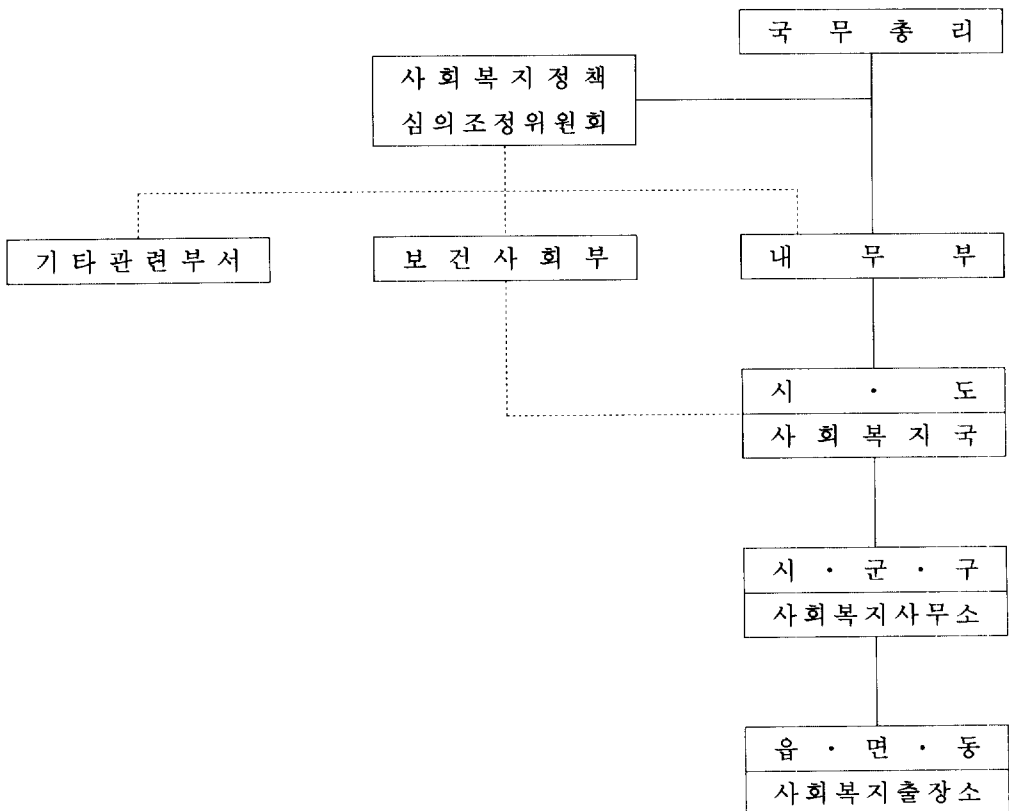 국무총리
사회복지정책
심의조정위원회
기타관련부서
보건사회부
내무부
시·도
사회복지국
시·군·구
사회복지사무소
읍·면·동
사회복지출장소